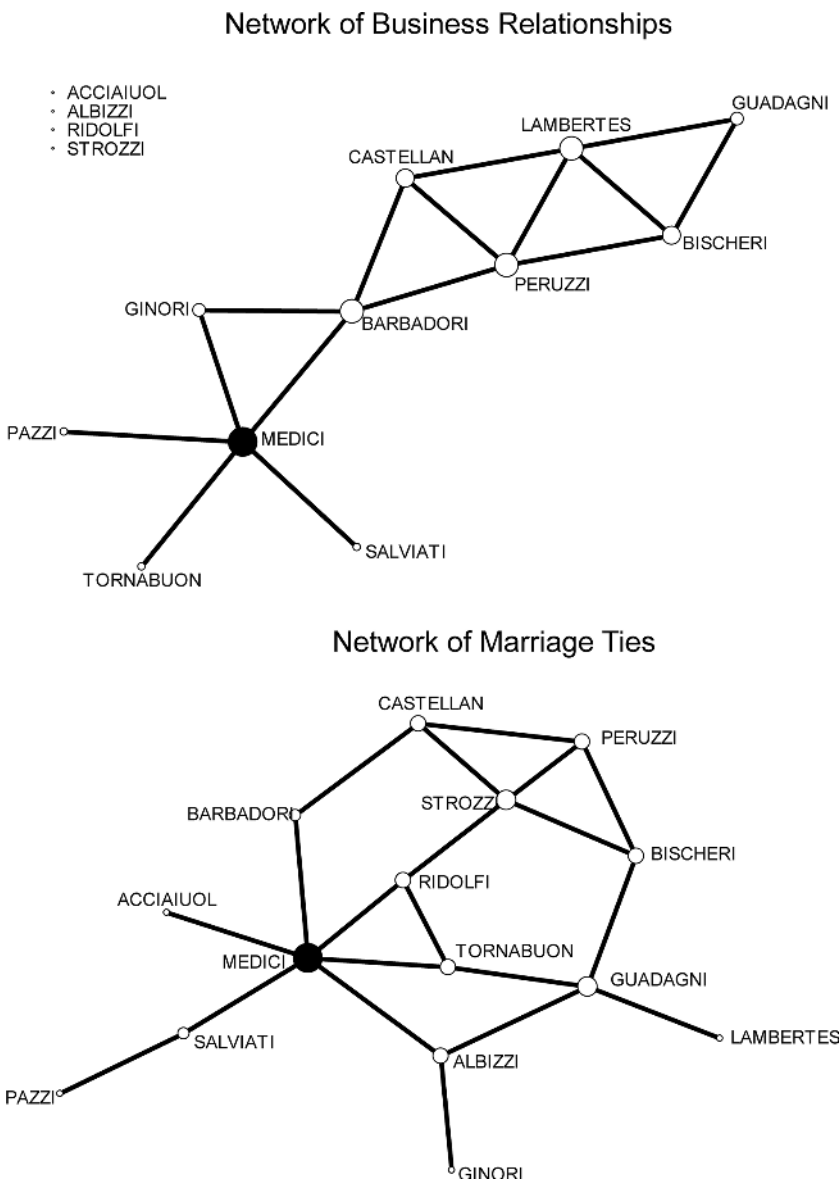 Network of Business Relationships
ACCIAIUOL
ALBIZZI
RIDOLFI
STROZZI
GUADAGNI
LAMBERTES
CASTELLAN
BISCHERI
PERUZZI
GINORI
BARBADORI
PAZZI
MEDICI
SALVIATI
TORNABUON
Network of Marriage Ties
CASTELLAN
PERUZZI
STROZZI
BARBADORI
BISCHERI
RIDOLFI
ACCIAIUOL
TORNABUON
MEDICI
GUADAGNI
LAMBERTES
SALVIATI
ALBIZZI
PAZZI
GINORI